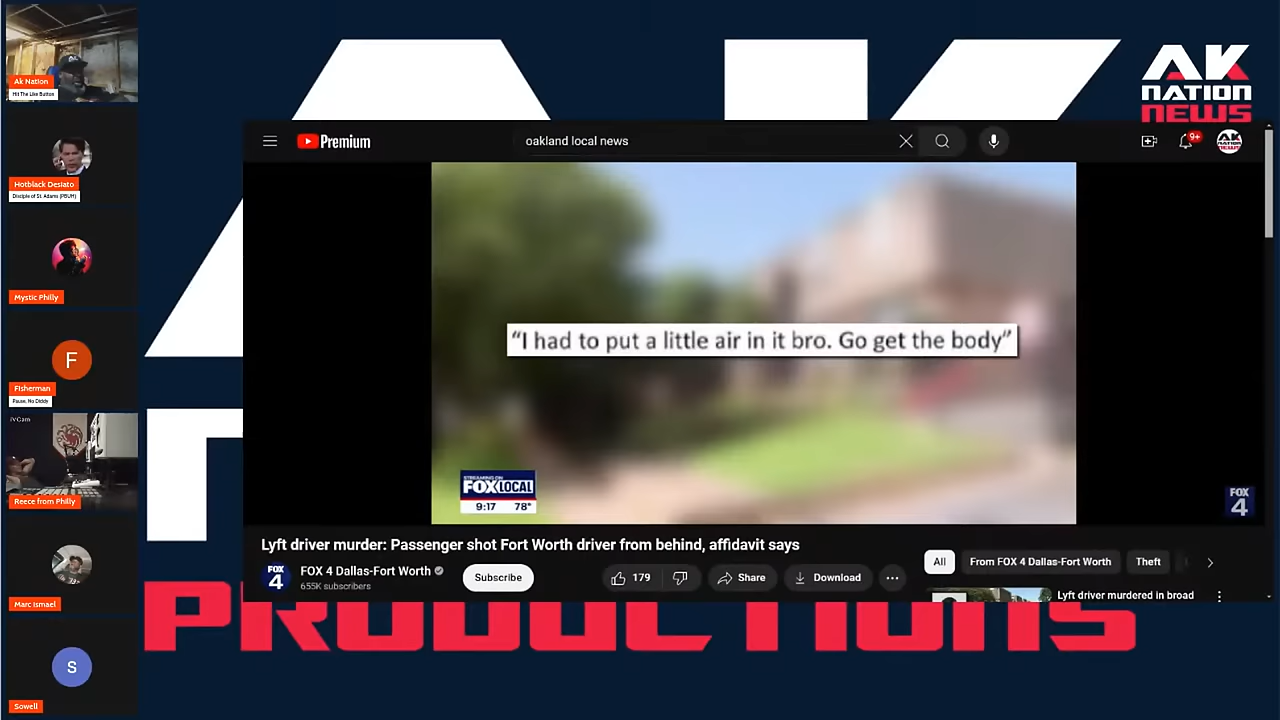 Ak Nation
Hit The Like Button
Hotblack Desiato
Disciple of St. Adams (PBUH)
Mystic Philly
F
Fisherman
Pause, No Diddy
iVCam
Reece from Philly
Marc Ismael
S
Sowell
AK
NATION
NEWS
Premium
oakland local news
9+
“I had to put a little air in it bro. Go get the body”
STREAMING ON
FOX LOCAL
9:17 78°
FOX
4
Lyft driver murder: Passenger shot Fort Worth driver from behind, affidavit says
FOX
4
FOX 4 Dallas-Fort Worth
655K subscribers
Subscribe
179
Share
Download
All
From FOX 4 Dallas-Fort Worth
Theft
Lyft driver murdered in broad
PRODUCTIONS